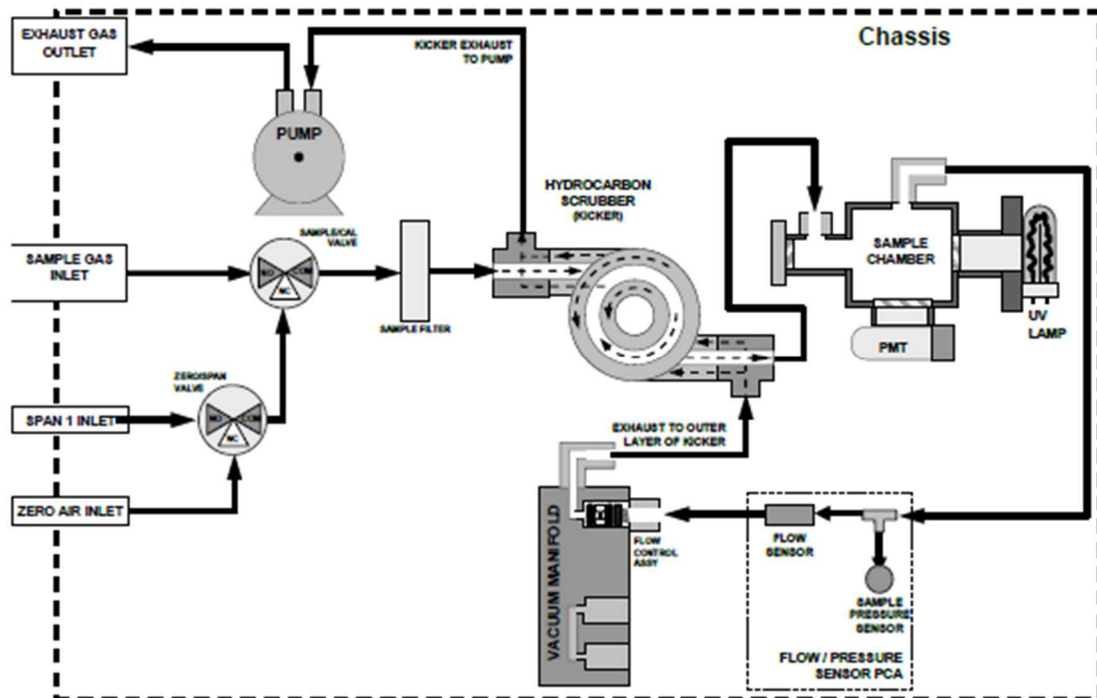 EXHAUST GAS
OUTLET
KICKER EXHAUST
TO PUMP
Chassis
PUMP
HYDROCARBON
SCRUBBER
(KICKER)
SAMPLE/CAL
VALVE
SAMPLE GAS
INLET
NO
COM
NC
SAMPLE FILTER
SAMPLE
CHAMBER
UV
LAMP
PMT
ZERO/SPAN
VALVE
SPAN 1 INLET
NO
COM
NC
EXHAUST TO OUTER
LAYER OF KICKER
ZERO AIR INLET
VACUUM MANIFOLD
FLOW
CONTROL
ASSY
FLOW
SENSOR
SAMPLE
PRESSURE
SENSOR
FLOW / PRESSURE
SENSOR PCA